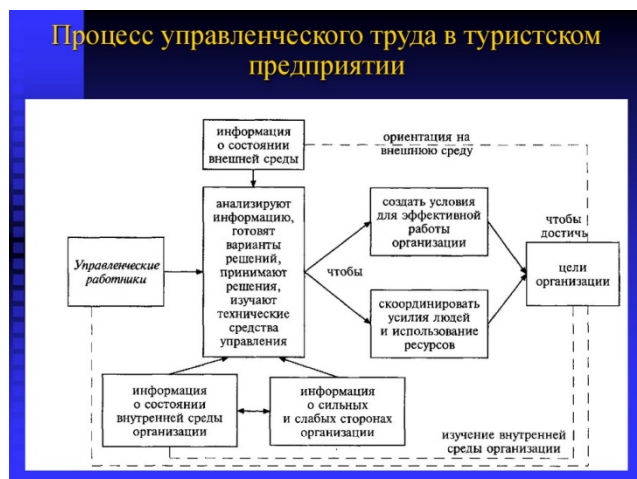 Процесс управленческого труда в туристском
предприятии
информация
о состоянии
внешней среды
ориентация на
внешнюю среду
анализируют
информацию,
готовят
варианты
решений,
принимают
решения,
изучают
технические
средства
управления
создать условия
для эффективной
работы
организации
чтобы
достичь
Управленческие
работники
чтобы
цели
организации
скоординировать
усилия людей
и использование
ресурсов
информация
о состоянии
внутренней среды
организации
информация
о сильных
и слабых сторонах
организации
изучение внутренней
среды организации